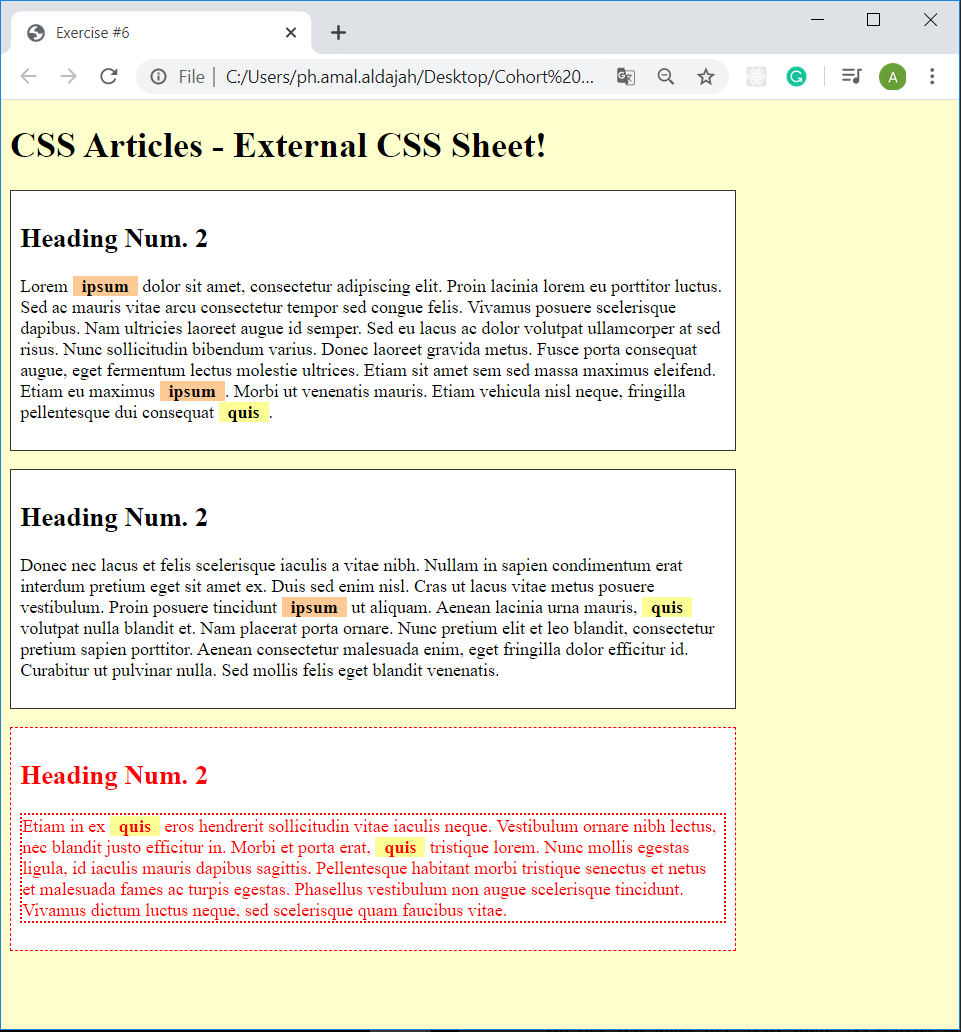 Exercise #6
File | C:/Users/ph.amal.aldajah/Desktop/Cohort%20...
G
A
CSS Articles - External CSS Sheet!
Heading Num. 2
Lorem ipsum dolor sit amet, consectetur adipiscing elit. Proin lacinia lorem eu porttitor luctus.
Sed ac mauris vitae arcu consectetur tempor sed congue felis. Vivamus posuere scelerisque
dapibus. Nam ultricies laoreet augue id semper. Sed eu lacus ac dolor volutpat ullamcorper at sed
risus. Nunc sollicitudin bibendum varius. Donec laoreet gravida metus. Fusce porta consequat
augue, eget fermentum lectus molestie ultrices. Etiam sit amet sem sed massa maximus eleifend.
Etiam eu maximus ipsum. Morbi ut venenatis mauris. Etiam vehicula nisl neque, fringilla
pellentesque dui consequat quis.
Heading Num. 2
Donec nec lacus et felis scelerisque iaculis a vitae nibh. Nullam in sapien condimentum erat
interdum pretium eget sit amet ex. Duis sed enim nisl. Cras ut lacus vitae metus posuere
vestibulum. Proin posuere tincidunt ipsum ut aliquam. Aenean lacinia urna mauris, quis
volutpat nulla blandit et. Nam placerat porta ornare. Nunc pretium elit et leo blandit, consectetur
pretium sapien porttitor. Aenean consectetur malesuada enim, eget fringilla dolor efficitur id.
Curabitur ut pulvinar nulla. Sed mollis felis eget blandit venenatis.
Heading Num. 2
Etiam in ex quis eros hendrerit sollicitudin vitae iaculis neque. Vestibulum ornare nibh lectus,
nec blandit justo efficitur in. Morbi et porta erat, quis tristique lorem. Nunc mollis egestas
ligula, id iaculis mauris dapibus sagittis. Pellentesque habitant morbi tristique senectus et netus
et malesuada fames ac turpis egestas. Phasellus vestibulum non augue scelerisque tincidunt.
Vivamus dictum luctus neque, sed scelerisque quam faucibus vitae.